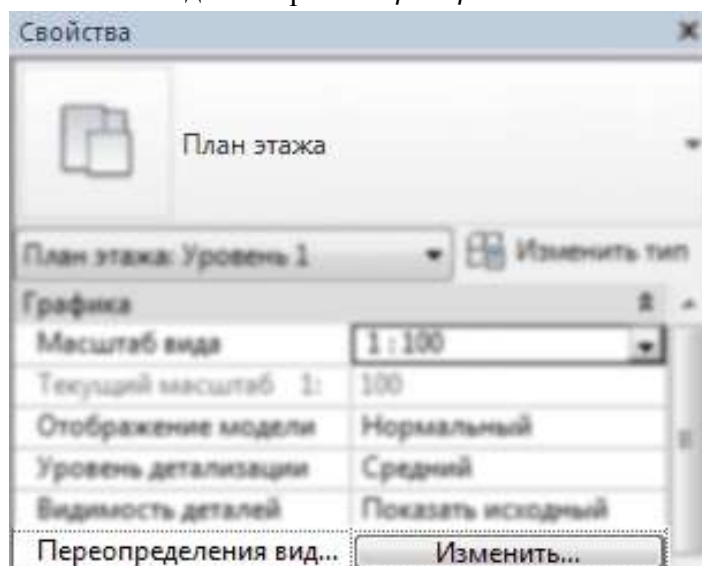 Свойства
План этажа
План этажа: Уровень 1 Изменить тип
Графика
Масштаб вида 1 : 100
Текущий масштаб 1: 100
Отображение модели Нормальный
Уровень детализации Средний
Видимость деталей Показать исходный
Переопределения вид... Изменить...